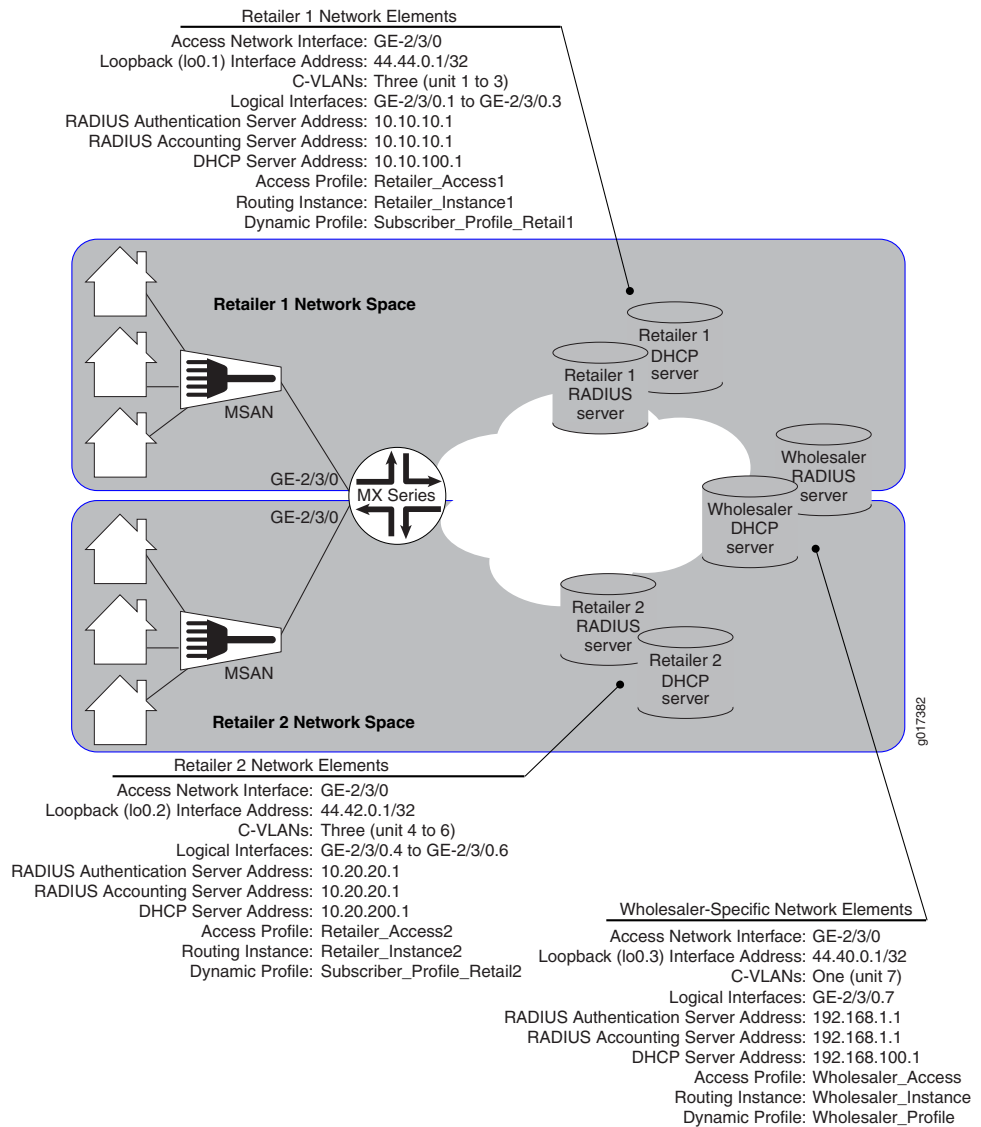 Retailer 1 Network Elements
Access Network Interface: GE-2/3/0
Loopback (lo0.1) Interface Address: 44.44.0.1/32
C-VLANs: Three (unit 1 to 3)
Logical Interfaces: GE-2/3/0.1 to GE-2/3/0.3
RADIUS Authentication Server Address: 10.10.10.1
RADIUS Accounting Server Address: 10.10.10.1
DHCP Server Address: 10.10.100.1
Access Profile: Retailer_Access1
Routing Instance: Retailer_Instance1
Dynamic Profile: Subscriber_Profile_Retail1
Retailer 1 Network Space
Retailer 1
DHCP
server
Retailer 1
RADIUS
server
MSAN
GE-2/3/0
MX Series
GE-2/3/0
Wholesaler
RADIUS
server
Wholesaler
DHCP
server
Retailer 2
RADIUS
server
Retailer 2
DHCP
server
MSAN
Retailer 2 Network Space
g017382
Retailer 2 Network Elements
Access Network Interface: GE-2/3/0
Loopback (lo0.2) Interface Address: 44.42.0.1/32
C-VLANs: Three (unit 4 to 6)
Logical Interfaces: GE-2/3/0.4 to GE-2/3/0.6
RADIUS Authentication Server Address: 10.20.20.1
RADIUS Accounting Server Address: 10.20.20.1
DHCP Server Address: 10.20.200.1
Access Profile: Retailer_Access2
Routing Instance: Retailer_Instance2
Dynamic Profile: Subscriber_Profile_Retail2
Wholesaler-Specific Network Elements
Access Network Interface: GE-2/3/0
Loopback (lo0.3) Interface Address: 44.40.0.1/32
C-VLANs: One (unit 7)
Logical Interfaces: GE-2/3/0.7
RADIUS Authentication Server Address: 192.168.1.1
RADIUS Accounting Server Address: 192.168.1.1
DHCP Server Address: 192.168.100.1
Access Profile: Wholesaler_Access
Routing Instance: Wholesaler_Instance
Dynamic Profile: Wholesaler_Profile